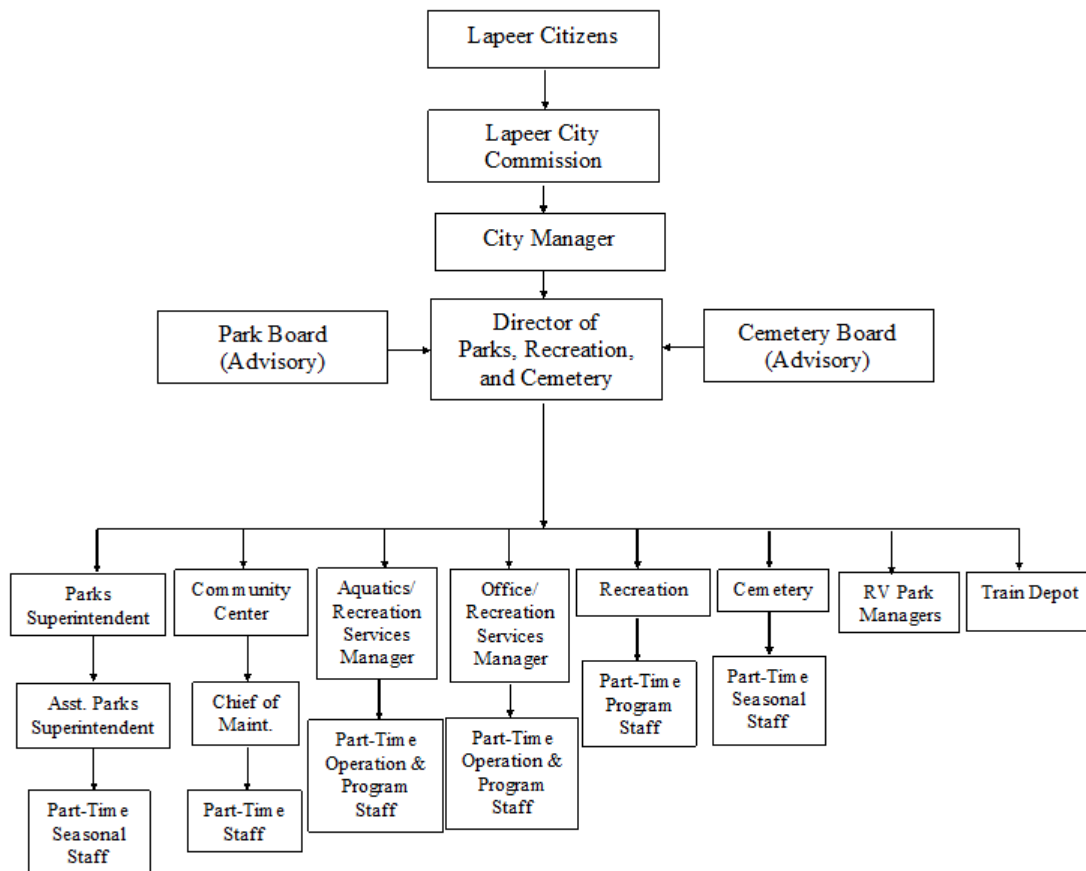 Lapeer Citizens
Lapeer City
Commission
City Manager
Park Board
(Advisory)
Director of
Parks, Recreation,
and Cemetery
Cemetery Board
(Advisory)
Parks
Superintendent
Community
Center
Aquatics/
Recreation
Services
Manager
Office/
Recreation
Services
Manager
Recreation
Cemetery
RV Park
Managers
Train Depot
Asst. Parks
Superintendent
Chief of
Maint.
Part-Time
Operation &
Program
Staff
Part-Time
Operation &
Program
Staff
Part-Time
Program
Staff
Part-Time
Seasonal
Staff
Part-Time
Seasonal
Staff
Part-Time
Staff